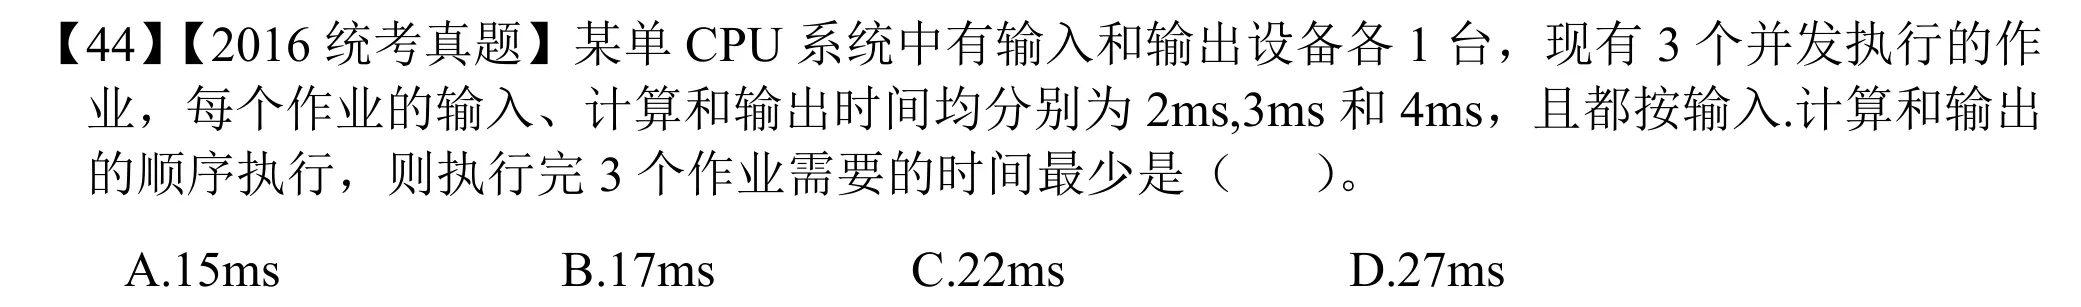 【44】【2016 统考真题】某单 CPU 系统中有输入和输出设备各 1 台，现有 3 个并发执行的作
业，每个作业的输入、计算和输出时间均分别为 2ms,3ms 和 4ms，且都按输入.计算和输出
的顺序执行，则执行完 3 个作业需要的时间最少是（　　）。
A.15ms B.17ms C.22ms D.27ms